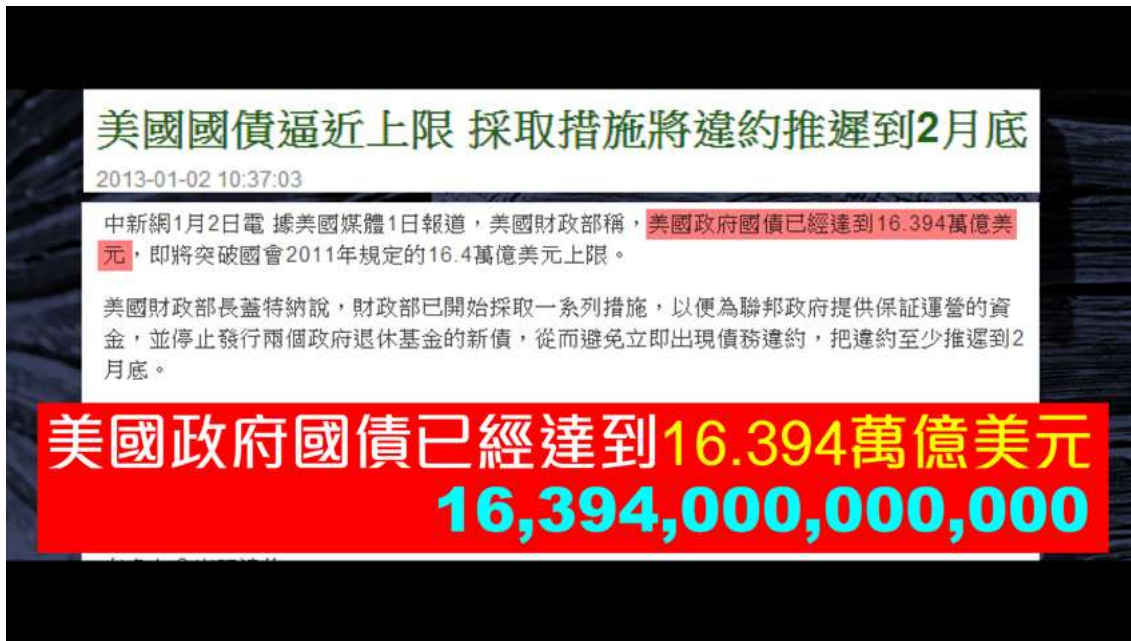 美國國債逼近上限 採取措施將違約推遲到2月底
2013-01-02 10:37:03
中新網1月2日電 據美國媒體1日報道，美國財政部稱，美國政府國債已經達到16.394萬億美
元，即將突破國會2011年規定的16.4萬億美元上限。
美國財政部長蓋特納說，財政部已開始採取一系列措施，以便為聯邦政府提供保証運營的資
金，並停止發行兩個政府退休基金的新債，從而避免立即出現債務違約，把違約至少推遲到2
月底。
美國政府國債已經達到16.394萬億美元
16,394,000,000,000